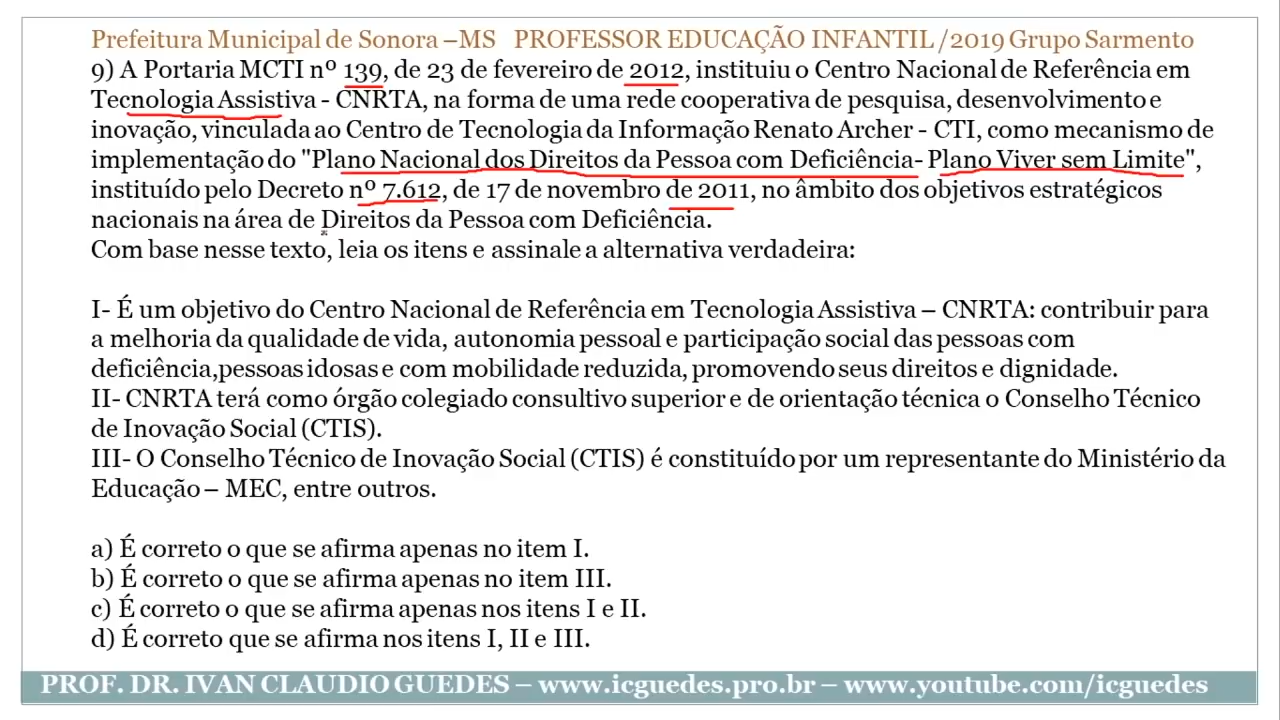 Prefeitura Municipal de Sonora –MS PROFESSOR EDUCAÇÃO INFANTIL /2019 Grupo Sarmento
9) A Portaria MCTI nº 139, de 23 de fevereiro de 2012, instituiu o Centro Nacional de Referência em
Tecnologia Assistiva - CNRTA, na forma de uma rede cooperativa de pesquisa, desenvolvimento e
inovação, vinculada ao Centro de Tecnologia da Informação Renato Archer - CTI, como mecanismo de
implementação do "Plano Nacional dos Direitos da Pessoa com Deficiência- Plano Viver sem Limite",
instituído pelo Decreto nº 7.612, de 17 de novembro de 2011, no âmbito dos objetivos estratégicos
nacionais na área de Direitos da Pessoa com Deficiência.
Com base nesse texto, leia os itens e assinale a alternativa verdadeira:
I- É um objetivo do Centro Nacional de Referência em Tecnologia Assistiva – CNRTA: contribuir para
a melhoria da qualidade de vida, autonomia pessoal e participação social das pessoas com
deficiência,pessoas idosas e com mobilidade reduzida, promovendo seus direitos e dignidade.
II- CNRTA terá como órgão colegiado consultivo superior e de orientação técnica o Conselho Técnico
de Inovação Social (CTIS).
III- O Conselho Técnico de Inovação Social (CTIS) é constituído por um representante do Ministério da
Educação – MEC, entre outros.
a) É correto o que se afirma apenas no item I.
b) É correto o que se afirma apenas no item III.
c) É correto o que se afirma apenas nos itens I e II.
d) É correto que se afirma nos itens I, II e III.
PROF. DR. IVAN CLAUDIO GUEDES – www.icguedes.pro.br – www.youtube.com/icguedes